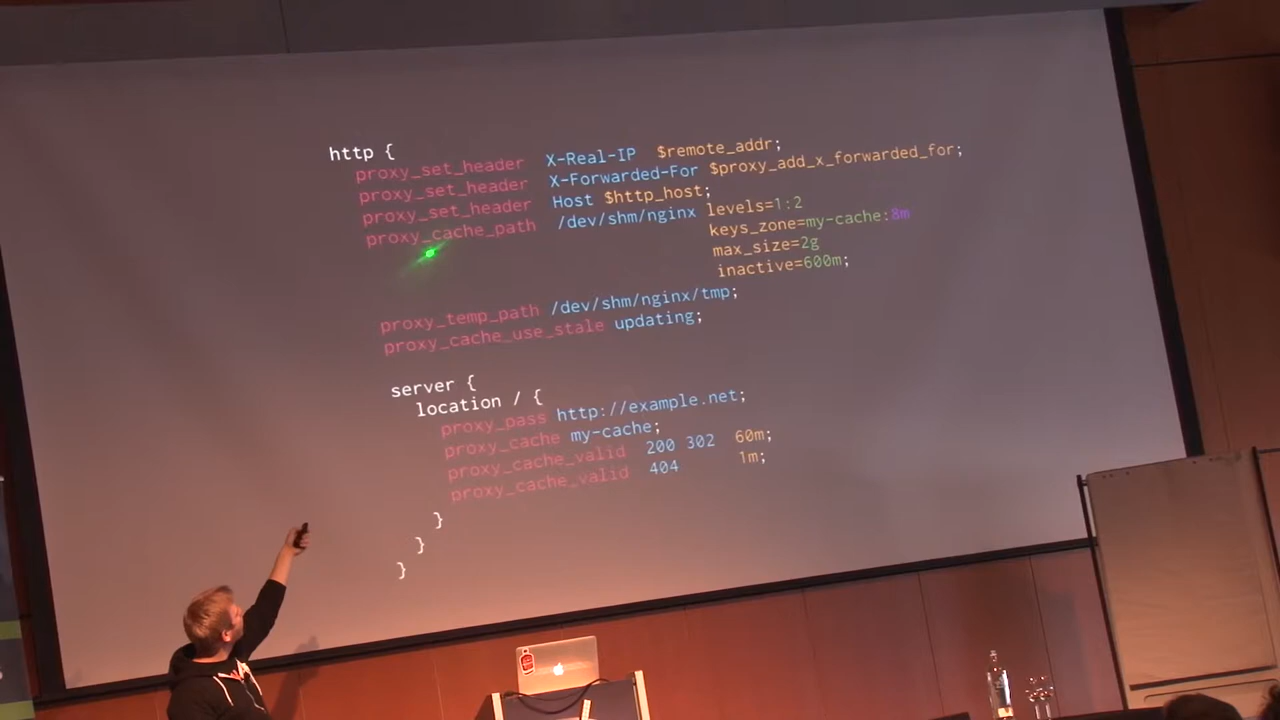 http {
proxy_set_header X-Real-IP $remote_addr;
proxy_set_header X-Forwarded-For $proxy_add_x_forwarded_for;
proxy_set_header Host $http_host;
proxy_cache_path /dev/shm/nginx levels=1:2
keys_zone=my-cache:8m
max_size=2g
inactive=600m;
proxy_temp_path /dev/shm/nginx/tmp;
proxy_cache_use_stale updating;
server {
location / {
proxy_pass http://example.net;
proxy_cache my-cache;
proxy_cache_valid 200 302 60m;
proxy_cache_valid 404 1m;
}
}
}